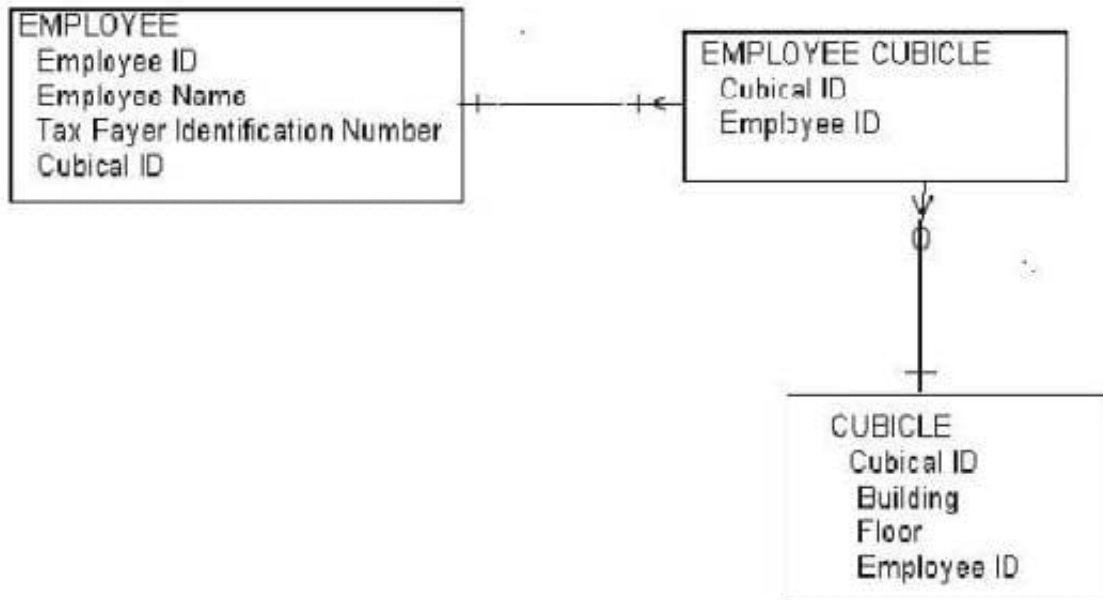 EMPLOYEE
Employee ID
Employee Name
Tax Fayer Identification Number
Cubical ID
EMPLOYEE CUBICLE
Cubical ID
Employee ID
CUBICLE
Cubical ID
Building
Floor
Employee ID